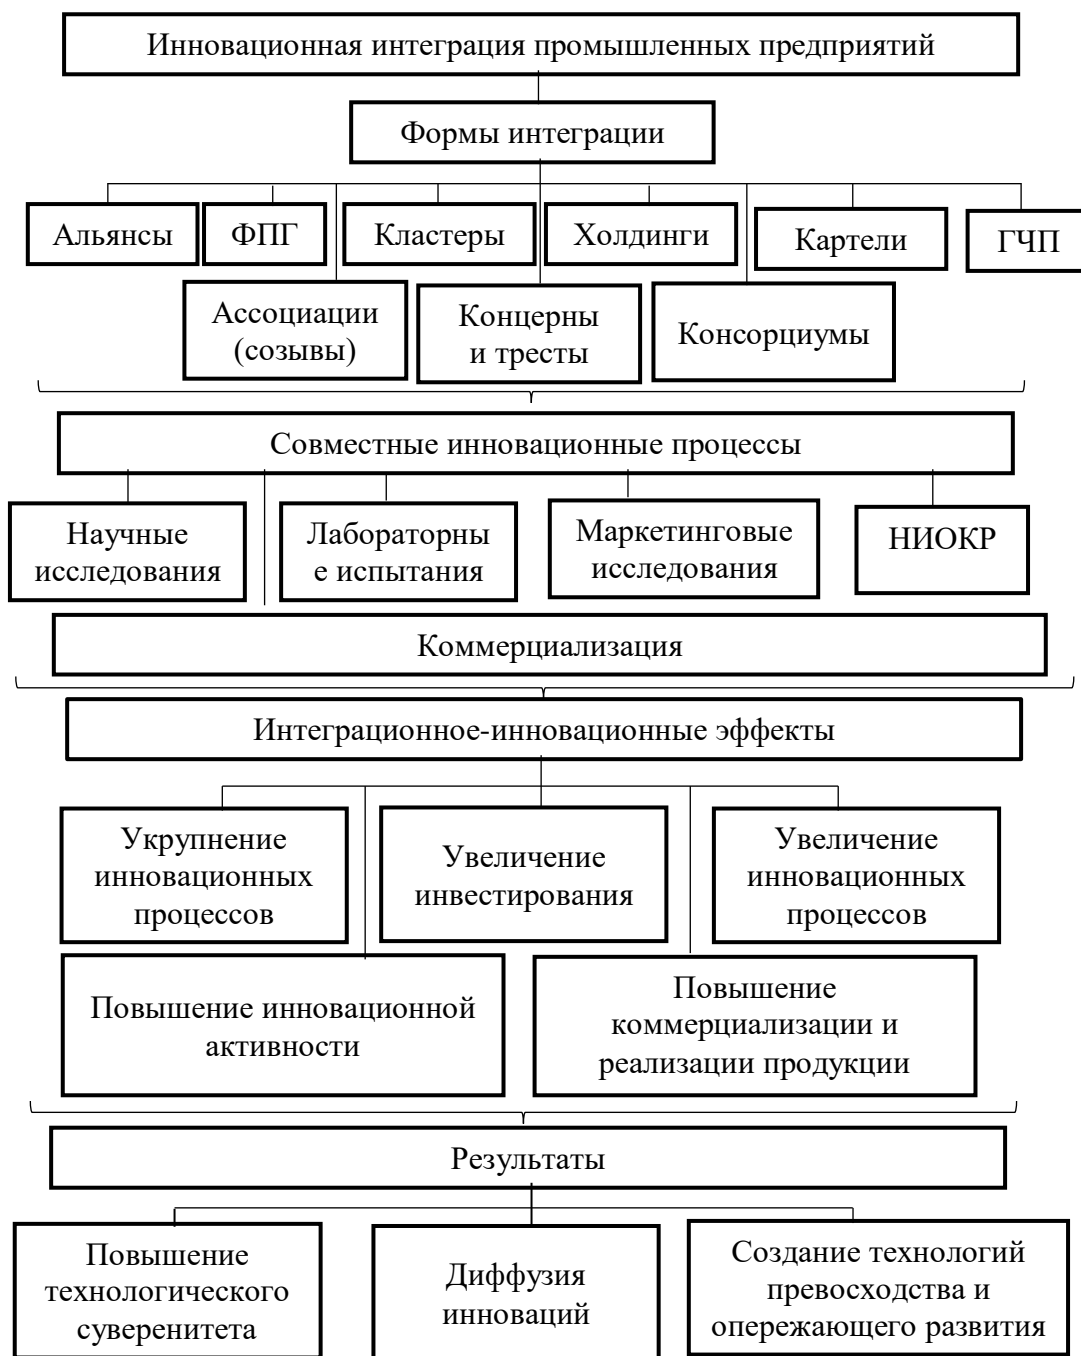 Инновационная интеграция промышленных предприятий
Формы интеграции
Альянсы
ФПГ
Кластеры
Холдинги
Картели
ГЧП
Ассоциации
(созывы)
Концерны
и тресты
Консорциумы
Совместные инновационные процессы
Научные
исследования
Лабораторны
е испытания
Маркетинговые
исследования
НИОКР
Коммерциализация
Интеграционное-инновационные эффекты
Укрупнение
инновационных
процессов
Увеличение
инвестирования
Увеличение
инновационных
процессов
Повышение инновационной
активности
Повышение
коммерциализации и
реализации продукции
Результаты
Повышение
технологического
суверенитета
Диффузия
инноваций
Создание технологий
превосходства и
опережающего развития